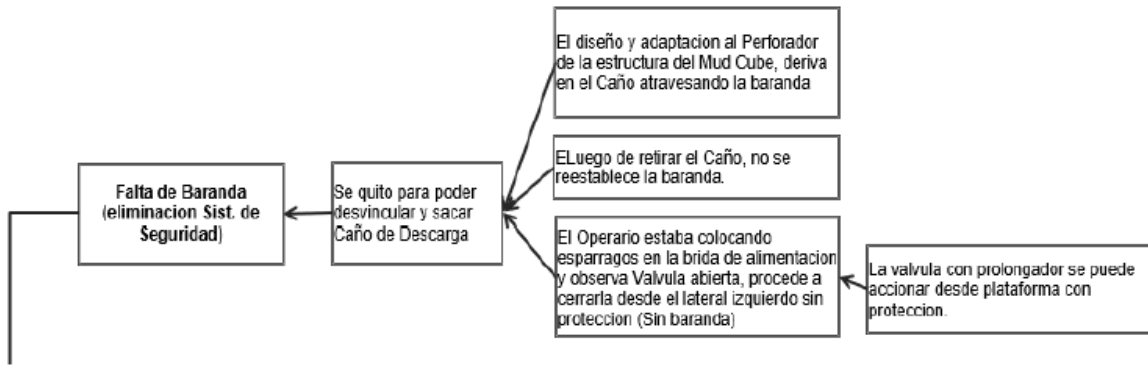 El diseño y adaptacion al Perforador
de la estructura del Mud Cube, deriva
en el Caño atravesando la baranda
ELuego de retirar el Caño, no se
reestablece la baranda.
Falta de Baranda
(eliminacion Sist. de
Seguridad)
Se quito para poder
desvincular y sacar
Caño de Descarga
El Operario estaba colocando
esparragos en la brida de alimentacion
y observa Valvula abierta, procede a
cerrarla desde el lateral izquierdo sin
proteccion (Sin baranda)
La valvula con prolongador se puede
accionar desde plataforma con
proteccion.